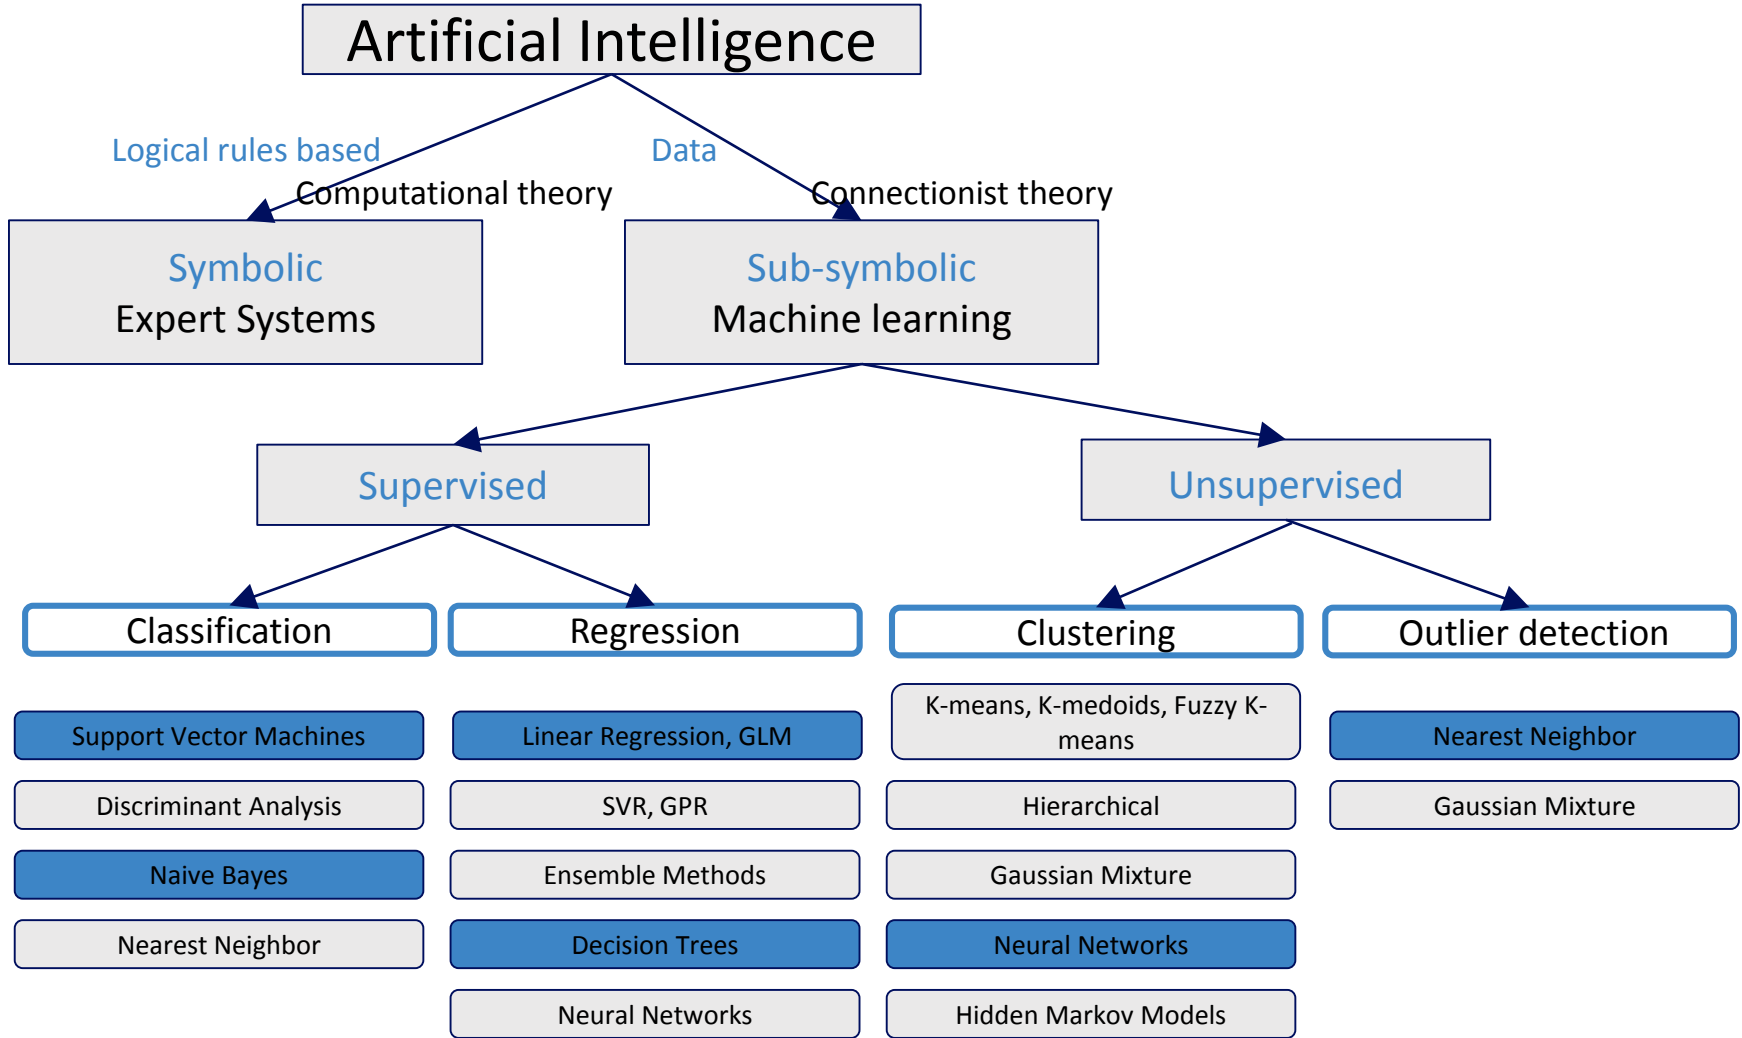 Artificial Intelligence
Logical rules based
Data
Computational theory
Connectionist theory
Symbolic
Expert Systems
Sub-symbolic
Machine learning
Supervised
Unsupervised
Classification
Regression
Clustering
Outlier detection
Support Vector Machines
Discriminant Analysis
Naive Bayes
Nearest Neighbor
Linear Regression, GLM
SVR, GPR
Ensemble Methods
Decision Trees
Neural Networks
K-means, K-medoids, Fuzzy K-
means
Hierarchical
Gaussian Mixture
Neural Networks
Hidden Markov Models
Nearest Neighbor
Gaussian Mixture